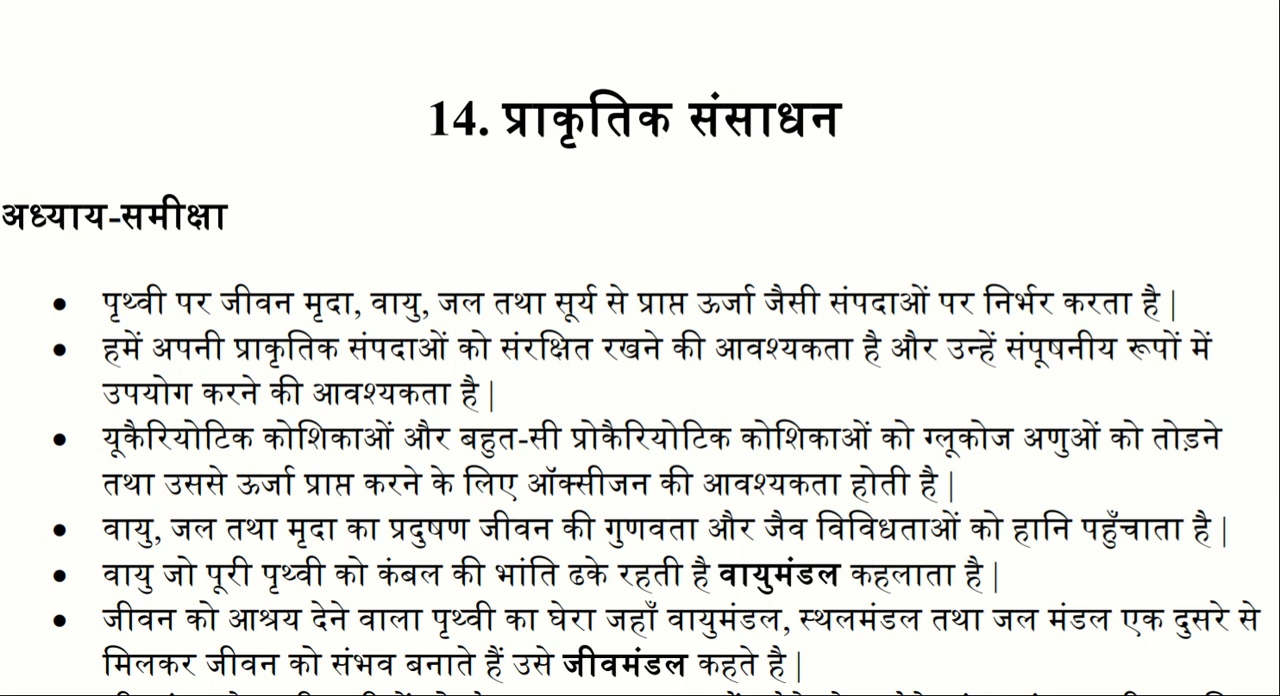 14. प्राकृतिक संसाधन
अध्याय-समीक्षा
• पृथ्वी पर जीवन मृदा, वायु, जल तथा सूर्य से प्राप्त ऊर्जा जैसी संपदाओं पर निर्भर करता है |
• हमें अपनी प्राकृतिक संपदाओं को संरक्षित रखने की आवश्यकता है और उन्हें संपूषनीय रूपों में
उपयोग करने की आवश्यकता है |
• यूकैरियोटिक कोशिकाओं और बहुत-सी प्रोकैरियोटिक कोशिकाओं को ग्लूकोज अणुओं को तोड़ने
तथा उससे ऊर्जा प्राप्त करने के लिए ऑक्सीजन की आवश्यकता होती है |
• वायु, जल तथा मृदा का प्रदुषण जीवन की गुणवता और जैव विविधताओं को हानि पहुँचाता है |
• वायु जो पूरी पृथ्वी को कंबल की भांति ढके रहती है वायुमंडल कहलाता है |
• जीवन को आश्रय देने वाला पृथ्वी का घेरा जहाँ वायुमंडल, स्थलमंडल तथा जल मंडल एक दुसरे से
मिलकर जीवन को संभव बनाते हैं उसे जीवमंडल कहते है |